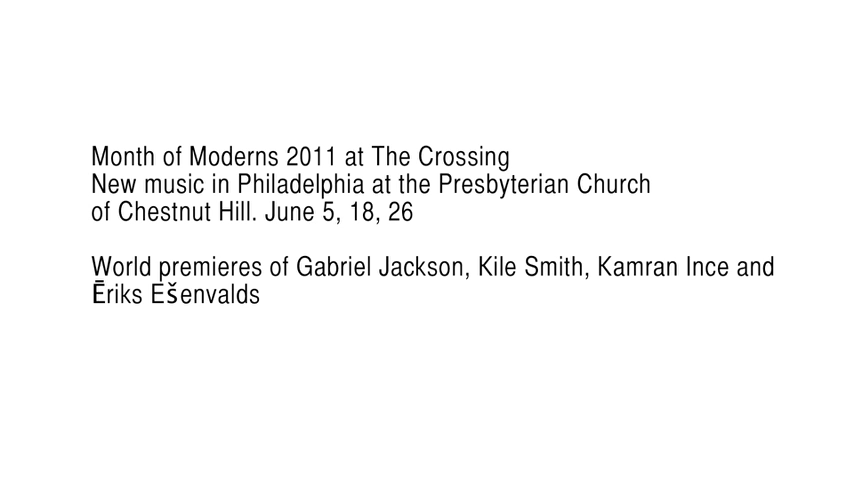 Month of Moderns 2011 at The Crossing
New music in Philadelphia at the Presbyterian Church
of Chestnut Hill. June 5, 18, 26
World premieres of Gabriel Jackson, Kile Smith, Kamran Ince and
Ēriks Ešenvalds